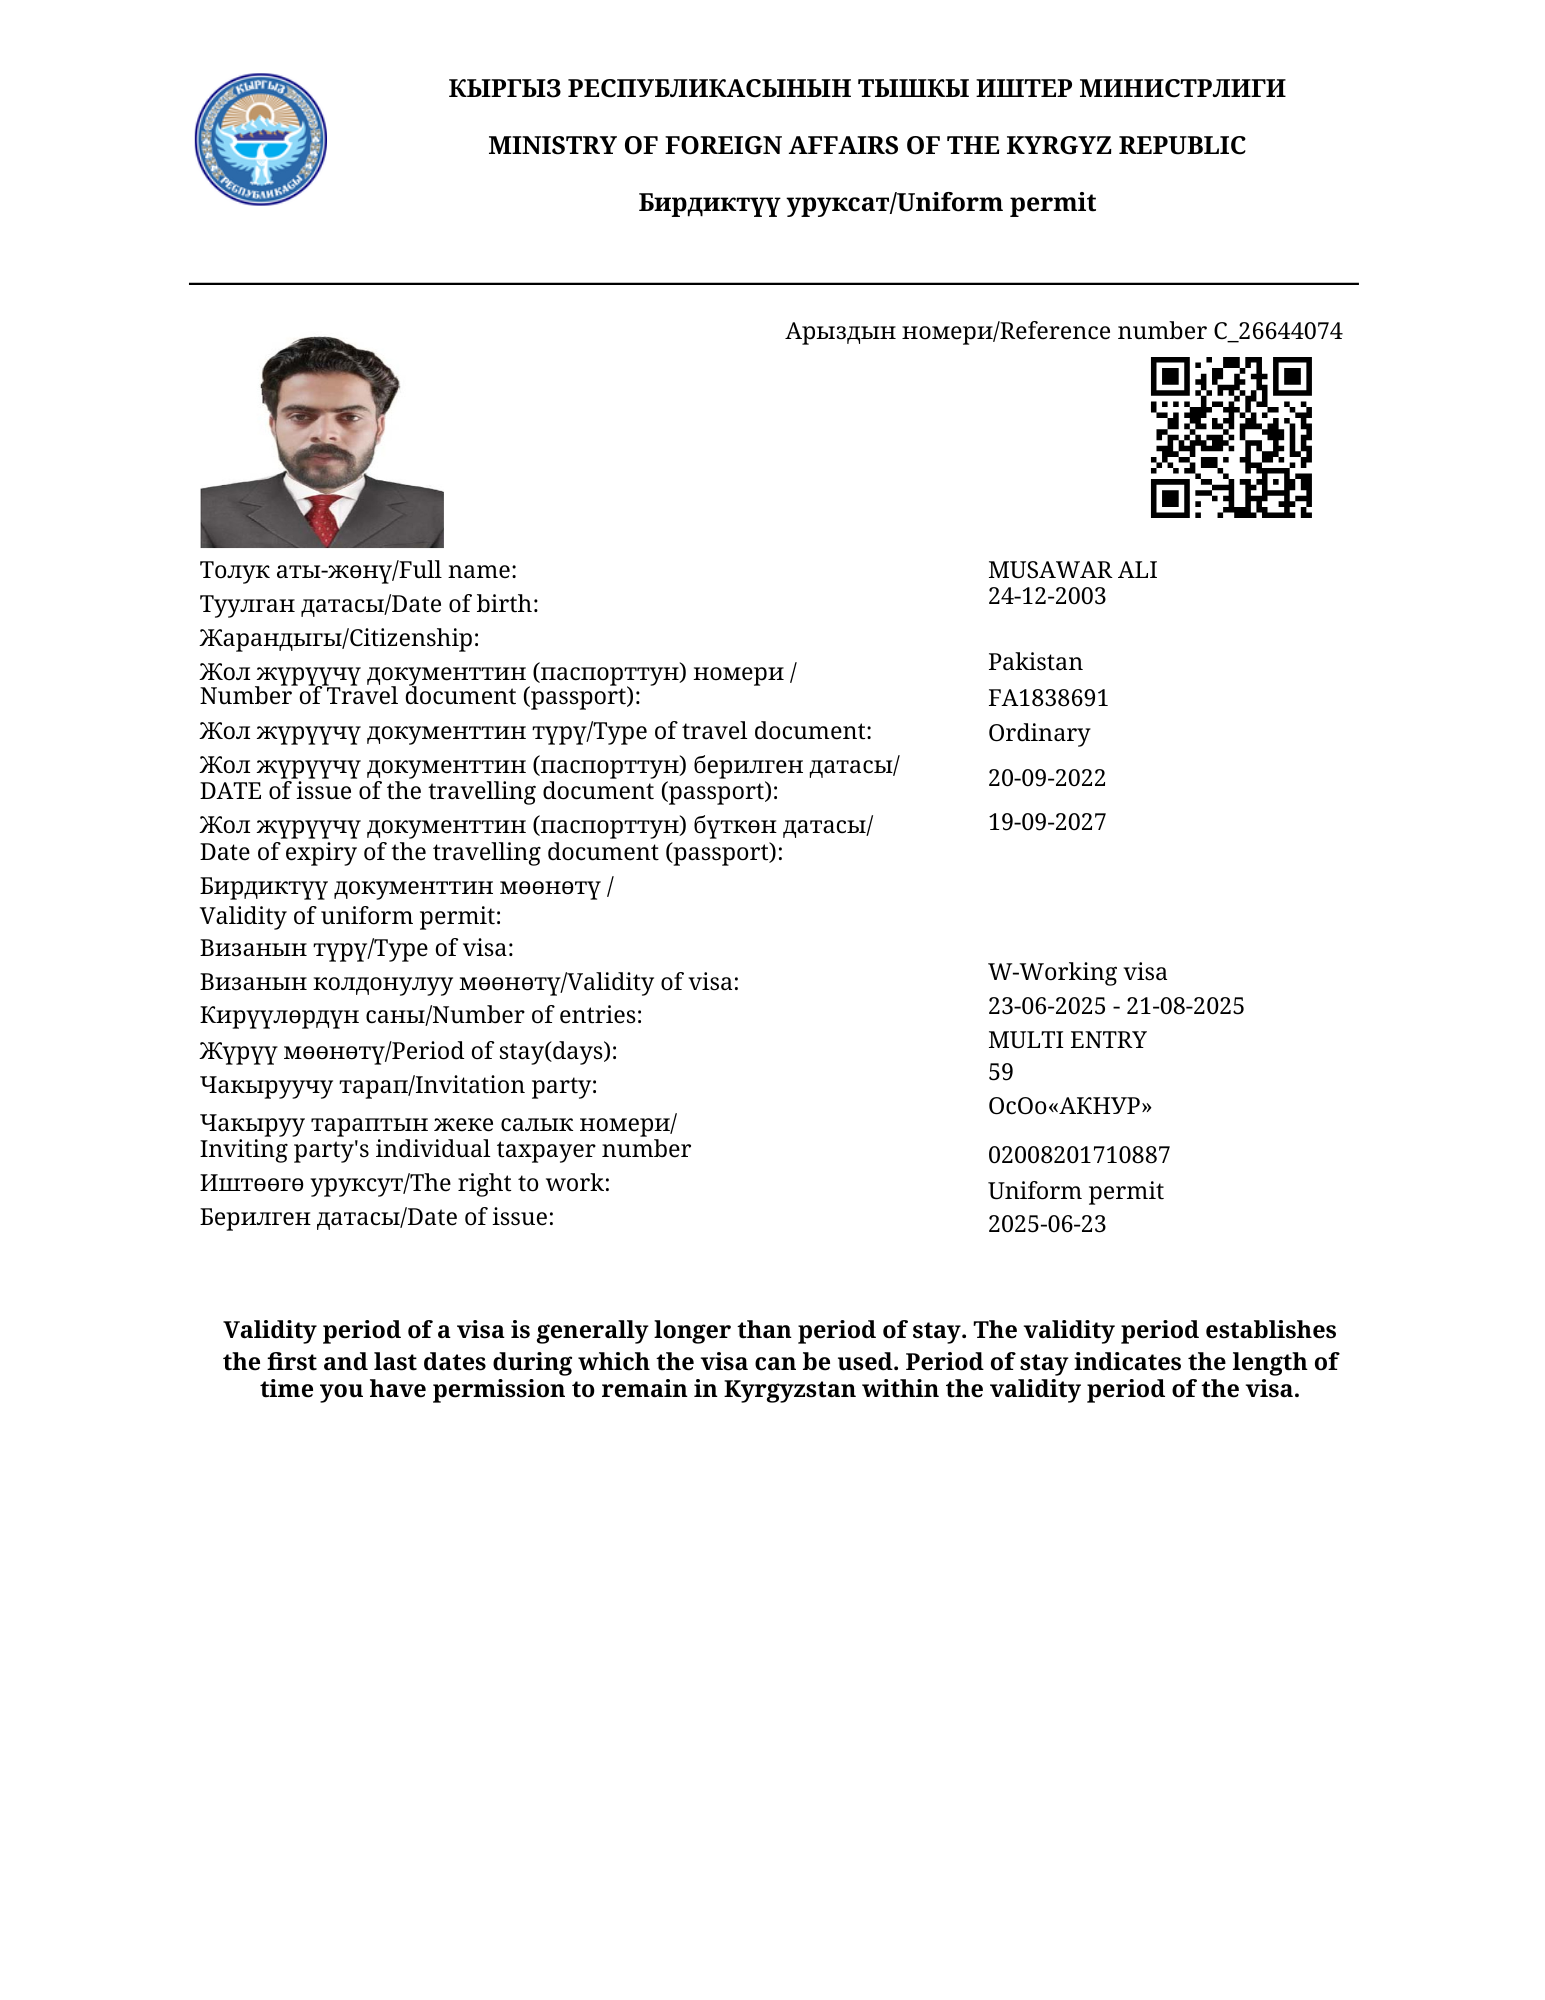 КЫРГЫЗ
РЕСПУБЛИКАСЫ
КЫРГЫЗ РЕСПУБЛИКАСЫНЫН ТЫШКЫ ИШТЕР МИНИСТРЛИГИ
MINISTRY OF FOREIGN AFFAIRS OF THE KYRGYZ REPUBLIC
Бирдиктүү уруксат/Uniform permit
Арыздын номери/Reference number C_26644074
Толук аты-жөнү/Full name: MUSAWAR ALI
Туулган датасы/Date of birth: 24-12-2003
Жарандыгы/Citizenship: Pakistan
Жол жүрүүчү документтин (паспорттун) номери /
Number of Travel document (passport): FA1838691
Жол жүрүүчү документтин түрү/Type of travel document: Ordinary
Жол жүрүүчү документтин (паспорттун) берилген датасы/
DATE of issue of the travelling document (passport): 20-09-2022
Жол жүрүүчү документтин (паспорттун) бүткөн датасы/ 19-09-2027
Date of expiry of the travelling document (passport):
Бирдиктүү документтин мөөнөтү /
Validity of uniform permit:
Визанын түрү/Type of visa: W-Working visa
Визанын колдонулуу мөөнөтү/Validity of visa: 23-06-2025 - 21-08-2025
Кирүүлөрдүн саны/Number of entries: MULTI ENTRY
Жүрүү мөөнөтү/Period of stay(days): 59
Чакыруучу тарап/Invitation party: ОсОо«АКНУР»
Чакыруу тараптын жеке салык номери/
Inviting party's individual taxpayer number 02008201710887
Иштөөгө уруксут/The right to work: Uniform permit
Берилген датасы/Date of issue: 2025-06-23
Validity period of a visa is generally longer than period of stay. The validity period establishes
the first and last dates during which the visa can be used. Period of stay indicates the length of
time you have permission to remain in Kyrgyzstan within the validity period of the visa.